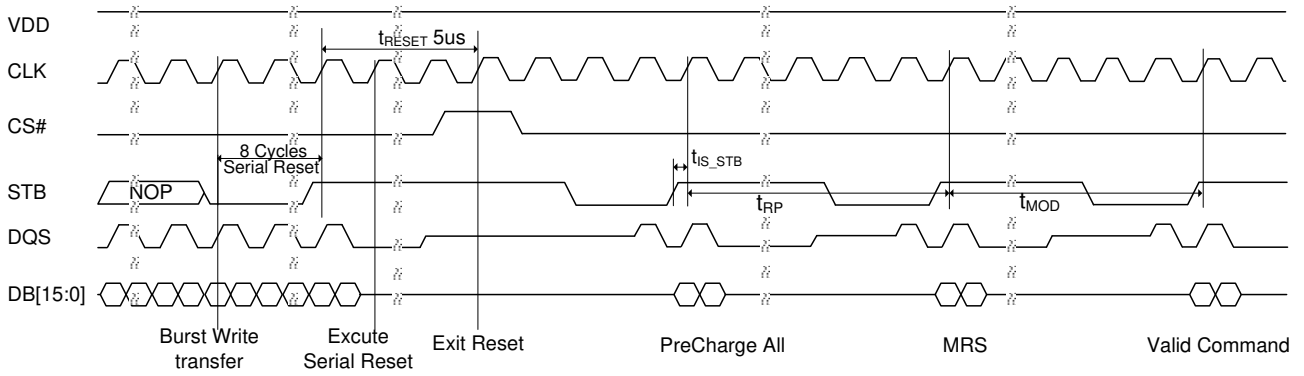 VDD
tRESET 5us
CLK
CS#
8 Cycles
Serial Reset
tIS_STB
STB
NOP
tRP
tMOD
DQS
DB[15:0]
Burst Write
transfer
Excute
Serial Reset
Exit Reset
PreCharge All
MRS
Valid Command